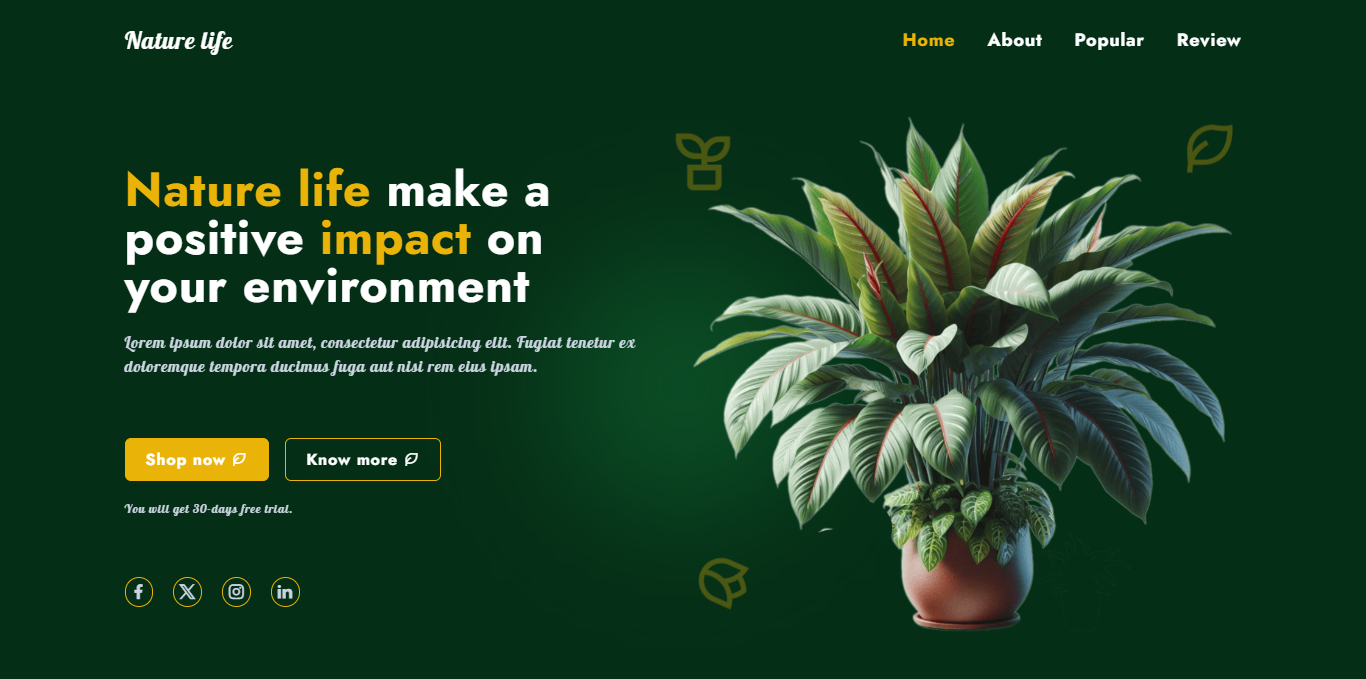 Nature life
Home About Popular Review
Nature life make a
positive impact on
your environment
Lorem ipsum dolor sit amet, consectetur adipisicing elit. Fugiat tenetur ex
doloremque tempora ducimus fuga aut nisi rem eius ipsam.
Shop now Know more
You will get 30-days free trial.